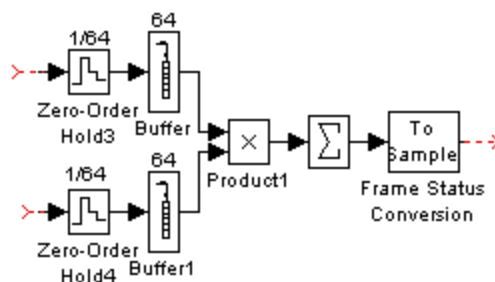 1/64
64
Zero-Order
Hold3
Buffer
1/64
64
Zero-Order
Hold4
Buffer1
×
Product1
Σ
To
Sample
Frame Status
Conversion